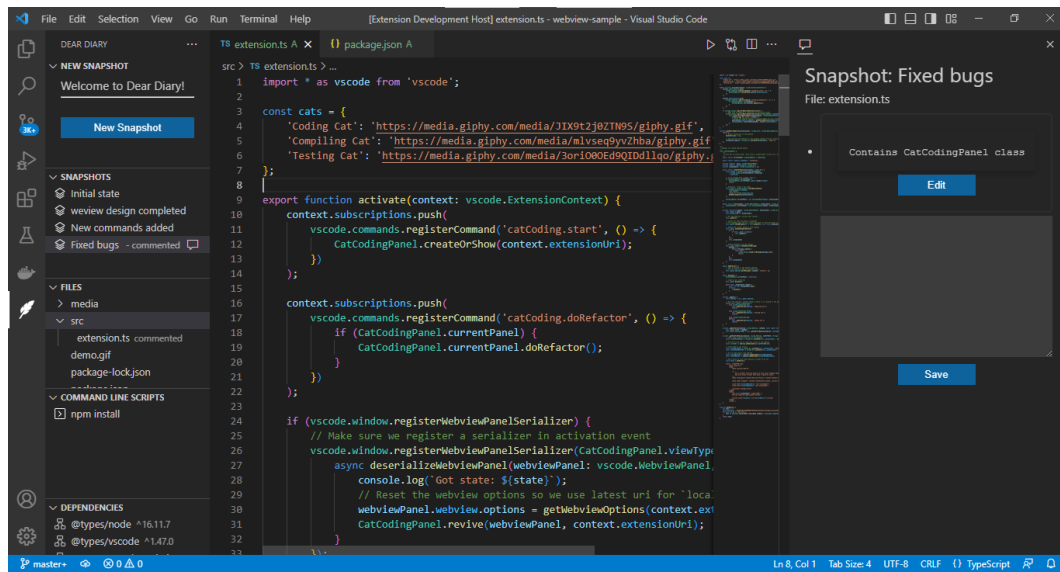 File Edit Selection View Go Run Terminal Help [Extension Development Host] extension.ts - webview-sample - Visual Studio Code
DEAR DIARY ...
NEW SNAPSHOT
Welcome to Dear Diary!
New Snapshot
3K+
SNAPSHOTS
Initial state
weview design completed
New commands added
Fixed bugs - commented
FILES
> media
src
extension.ts commented
demo.gif
package-lock.json
COMMAND LINE SCRIPTS
npm install
DEPENDENCIES
@types/node ^16.11.7
@types/vscode ^1.47.0
TS extension.ts A × {} package.json A
src > TS extension.ts > ...
1 import * as vscode from 'vscode';
2
3 const cats = {
4 'Coding Cat': 'https://media.giphy.com/media/JIX9t2j0ZTN9S/giphy.gif',
5 'Compiling Cat': 'https://media.giphy.com/media/mlvseq9yvZhba/giphy.gif
6 'Testing Cat': 'https://media.giphy.com/media/3oriO0OEd9QIDdllqo/giphy.g
7 };
8
9 export function activate(context: vscode.ExtensionContext) {
10 context.subscriptions.push(
11 vscode.commands.registerCommand('catCoding.start', () => {
12 CatCodingPanel.createOrShow(context.extensionUri);
13 })
14 );
15
16 context.subscriptions.push(
17 vscode.commands.registerCommand('catCoding.doRefactor', () => {
18 if (CatCodingPanel.currentPanel) {
19 CatCodingPanel.currentPanel.doRefactor();
20 }
21 })
22 );
23
24 if (vscode.window.registerWebviewPanelSerializer) {
25 // Make sure we register a serializer in activation event
26 vscode.window.registerWebviewPanelSerializer(CatCodingPanel.viewType
27 async deserializeWebviewPanel(webviewPanel: vscode.WebviewPanel,
28 console.log(`Got state: ${state}`);
29 // Reset the webview options so we use latest uri for `loca
30 webviewPanel.webview.options = getWebviewOptions(context.ext
31 CatCodingPanel.revive(webviewPanel, context.extensionUri);
32 }
33 });
Snapshot: Fixed bugs
File: extension.ts
• Contains CatCodingPanel class
Edit
Save
master+ 0 0 Ln 8, Col 1 Tab Size: 4 UTF-8 CRLF {} TypeScript